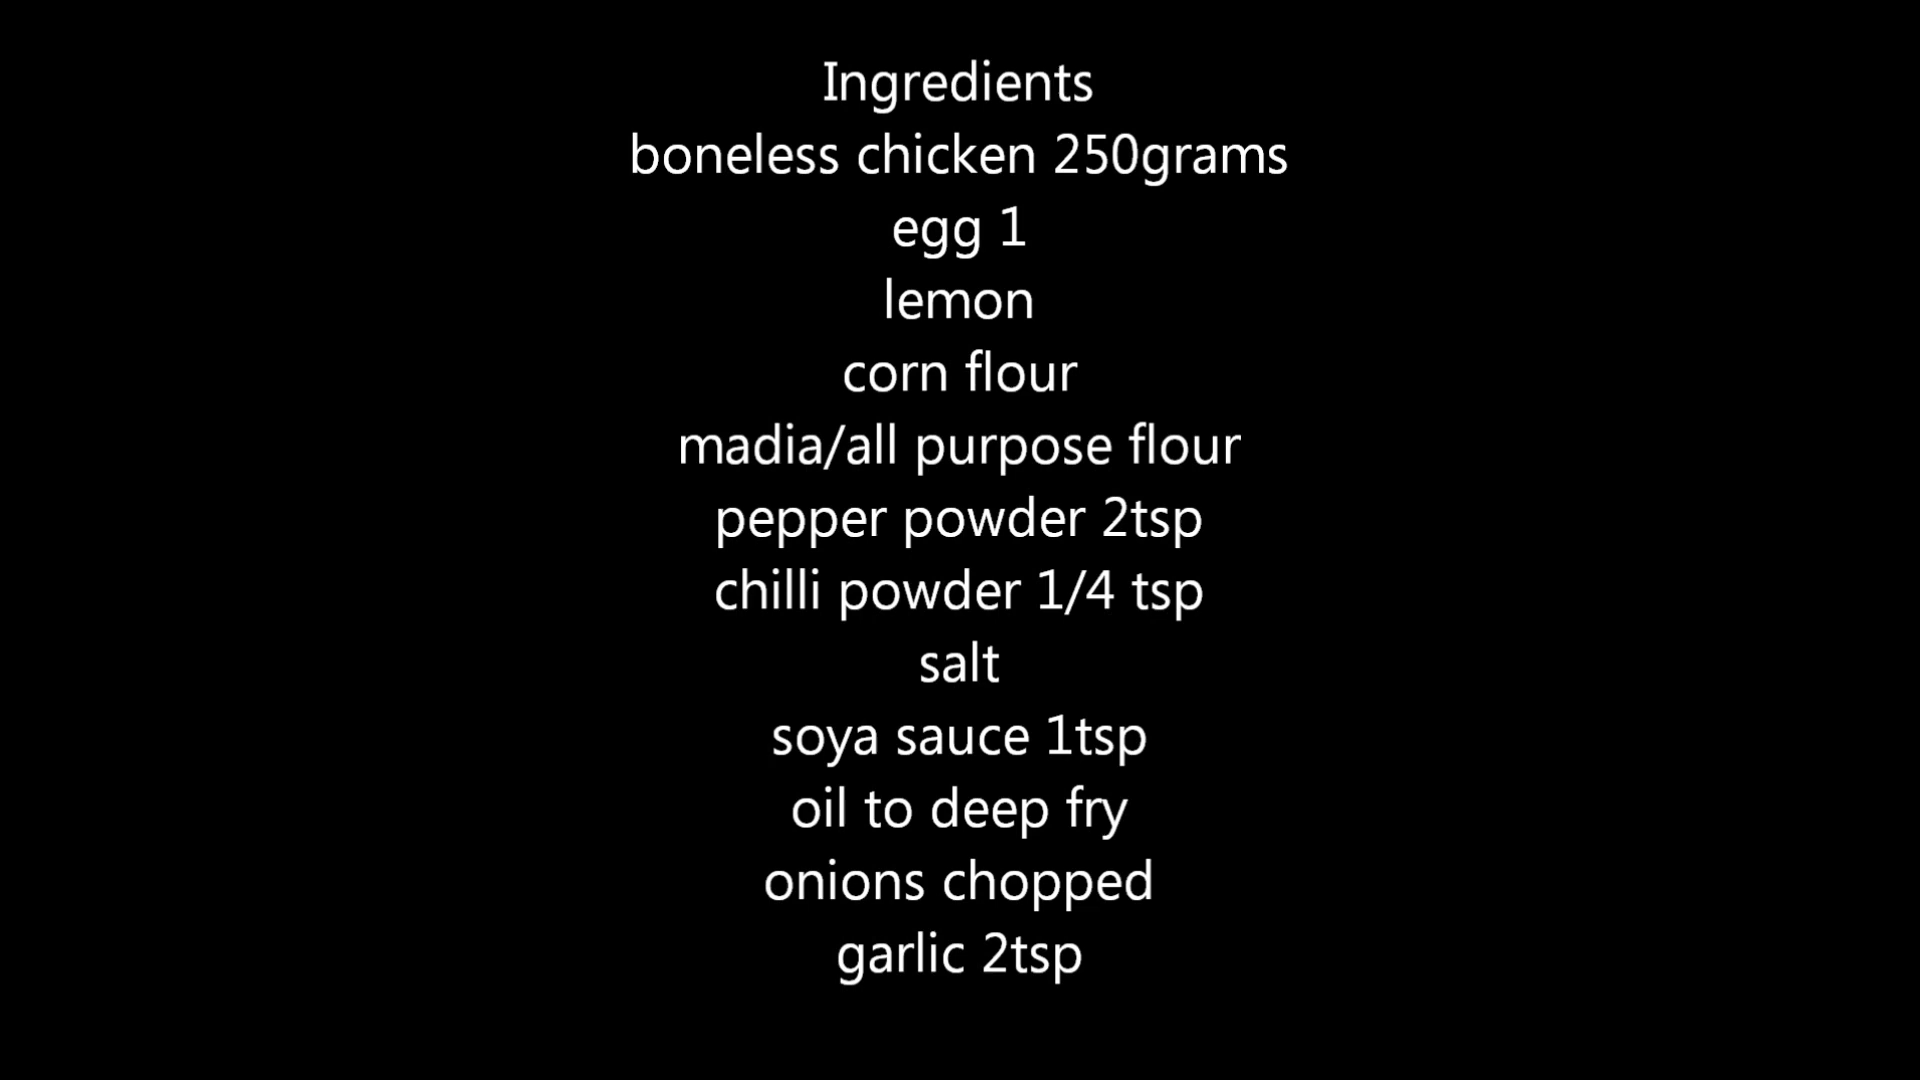 Ingredients
boneless chicken 250grams
egg 1
lemon
corn flour
madia/all purpose flour
pepper powder 2tsp
chilli powder 1/4 tsp
salt
soya sauce 1tsp
oil to deep fry
onions chopped
garlic 2tsp